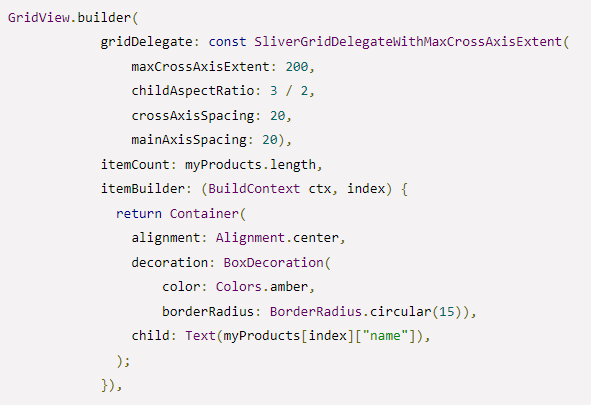 GridView.builder(
gridDelegate: const SliverGridDelegateWithMaxCrossAxisExtent(
maxCrossAxisExtent: 200,
childAspectRatio: 3 / 2,
crossAxisSpacing: 20,
mainAxisSpacing: 20),
itemCount: myProducts.length,
itemBuilder: (BuildContext ctx, index) {
return Container(
alignment: Alignment.center,
decoration: BoxDecoration(
color: Colors.amber,
borderRadius: BorderRadius.circular(15)),
child: Text(myProducts[index]["name"]),
);
}),